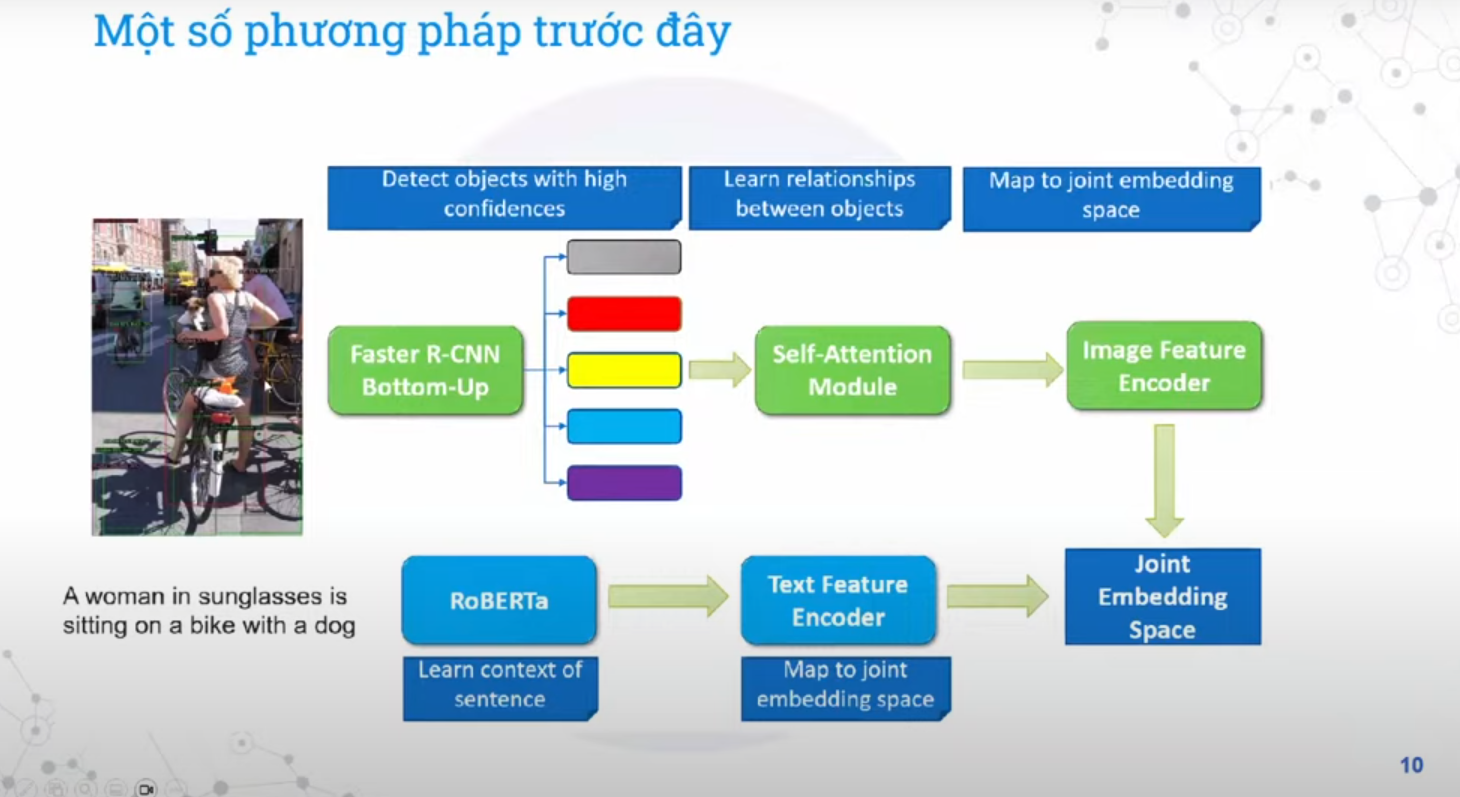 Một số phương pháp trước đây
Detect objects with high
confidences
Learn relationships
between objects
Map to joint embedding
space
Faster R-CNN
Bottom-Up
Self-Attention
Module
Image Feature
Encoder
A woman in sunglasses is
sitting on a bike with a dog
RoBERTa
Text Feature
Encoder
Joint
Embedding
Space
Learn context of
sentence
Map to joint
embedding space
10